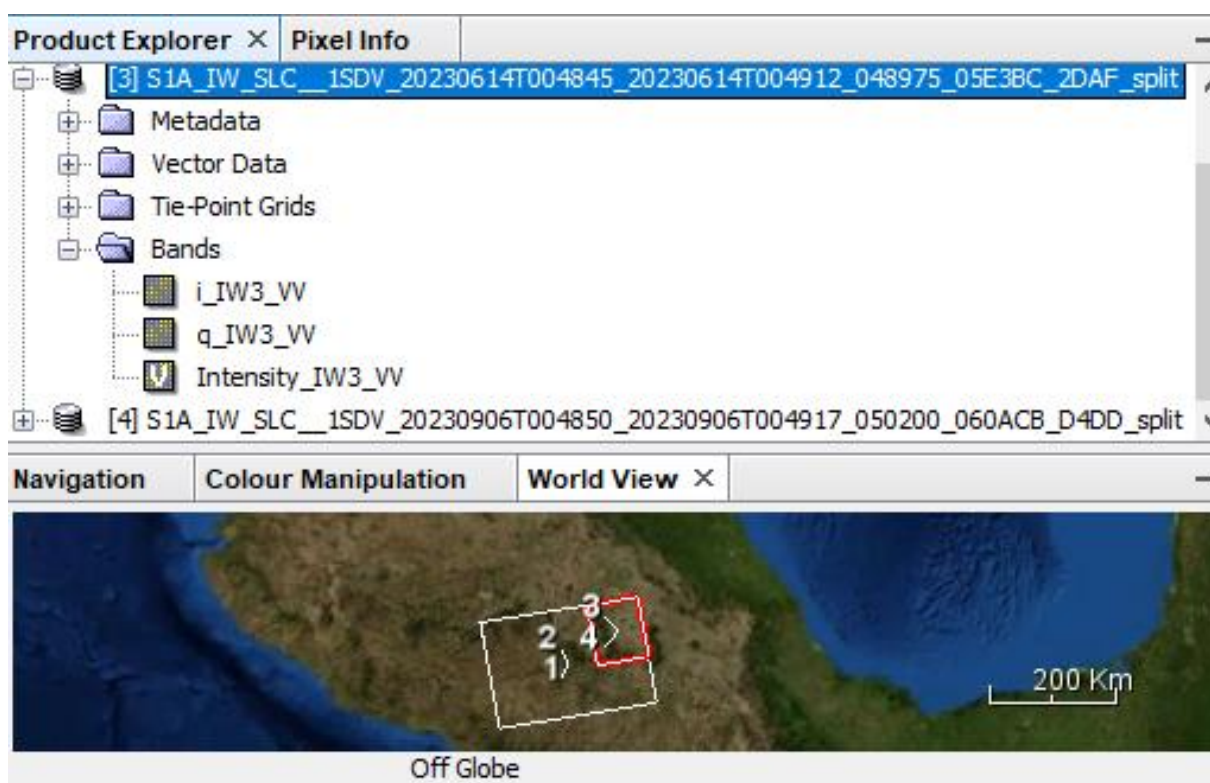 Product Explorer × Pixel Info
[3] S1A_IW_SLC__1SDV_20230614T004845_20230614T004912_048975_05E3BC_2DAF_split
Metadata
Vector Data
Tie-Point Grids
Bands
i_IW3_VV
q_IW3_VV
Intensity_IW3_VV
[4] S1A_IW_SLC__1SDV_20230906T004850_20230906T004917_050200_060ACB_D4DD_split
Navigation Colour Manipulation World View ×
3
2 4
1
200 Km
Off Globe